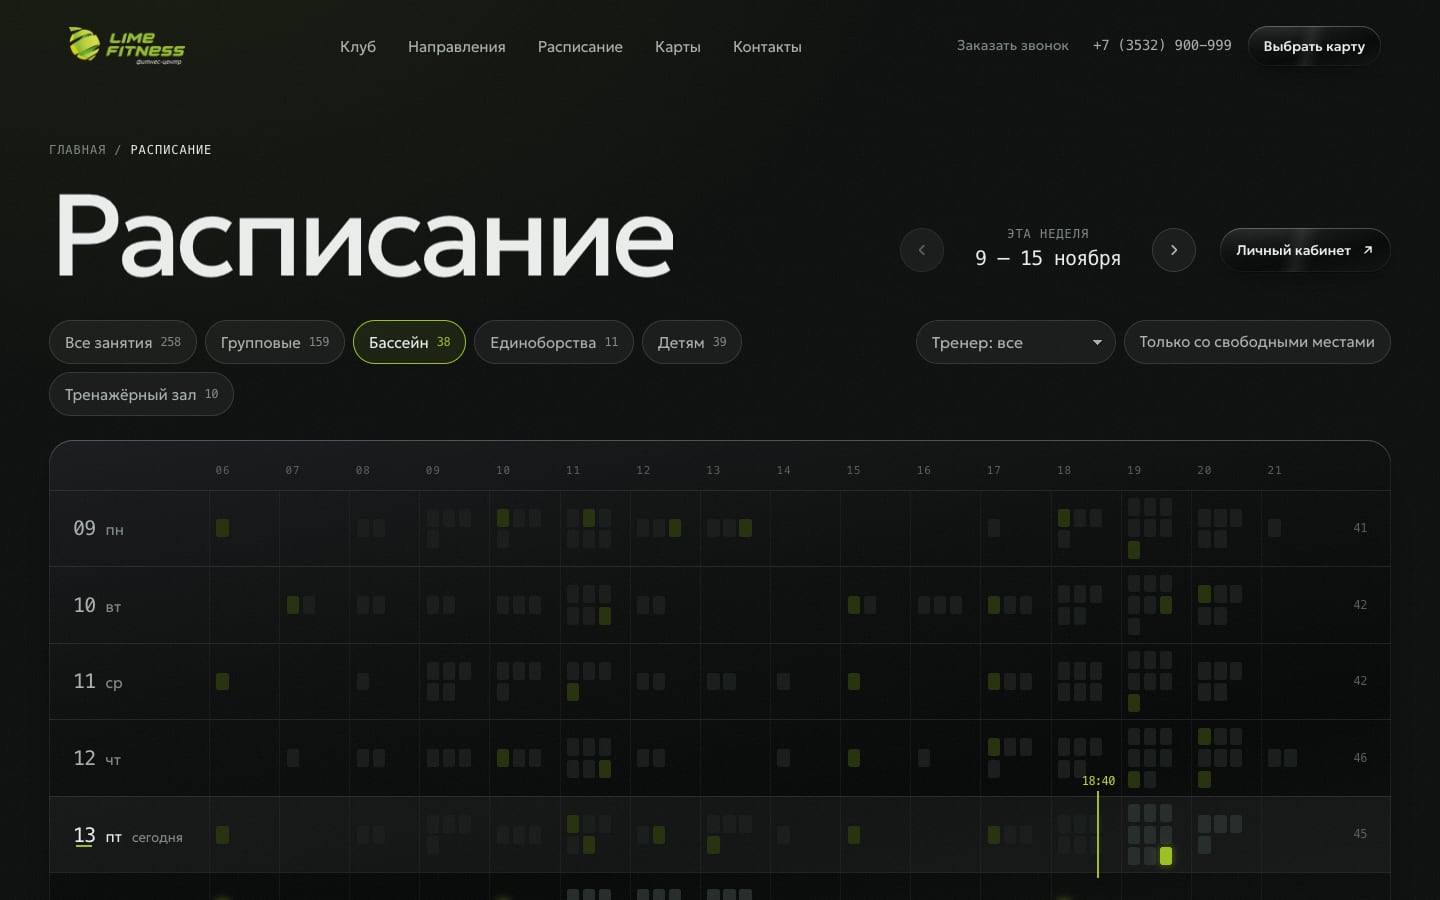 LIME
FITNESS
фитнес-центр
Клуб Направления Расписание Карты Контакты
Заказать звонок +7 (3532) 900–999 Выбрать карту
ГЛАВНАЯ / РАСПИСАНИЕ
Расписание
ЭТА НЕДЕЛЯ
9 — 15 ноября
Личный кабинет ↗
Все занятия 258 Групповые 159 Бассейн 38 Единоборства 11 Детям 39
Тренер: все Только со свободными местами
Тренажёрный зал 10
06 07 08 09 10 11 12 13 14 15 16 17 18 19 20 21
09 пн 41
10 вт 42
11 ср 42
12 чт 46
18:40
13 пт сегодня 45